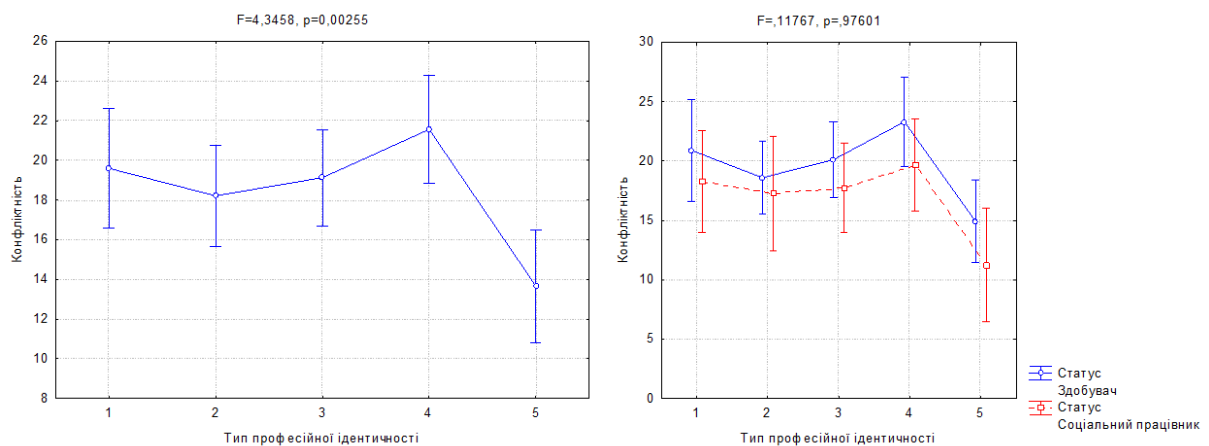 F=4,3458, p=0,00255
26
24
22
20
18
16
14
12
10
8
Конфліктність
1 2 3 4 5
Тип професійної ідентичності
F=,11767, p=,97601
30
25
20
15
10
5
0
Конфліктність
1 2 3 4 5
Тип професійної ідентичності
Статус
Здобувач
Статус
Соціальний працівник